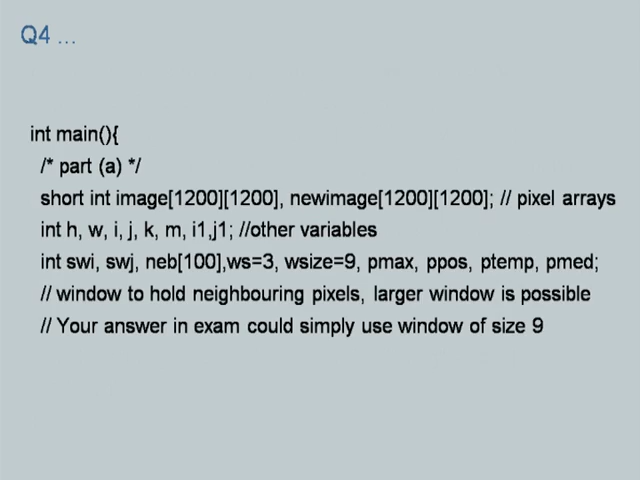 Q4 ...
int main(){
/* part (a) */
short int image[1200][1200], newimage[1200][1200]; // pixel arrays
int h, w, i, j, k, m, i1,j1; //other variables
int swi, swj, neb[100],ws=3, wsize=9, pmax, ppos, ptemp, pmed;
// window to hold neighbouring pixels, larger window is possible
// Your answer in exam could simply use window of size 9